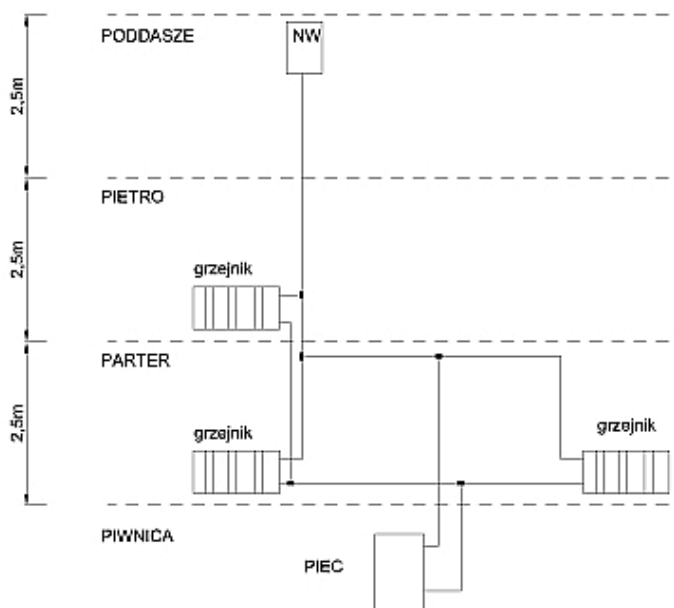 PODDASZE
NW
2,5m
PIETRO
2,5m
grzejnik
PARTER
2,5m
grzejnik
grzejnik
PIWNICA
PIEC